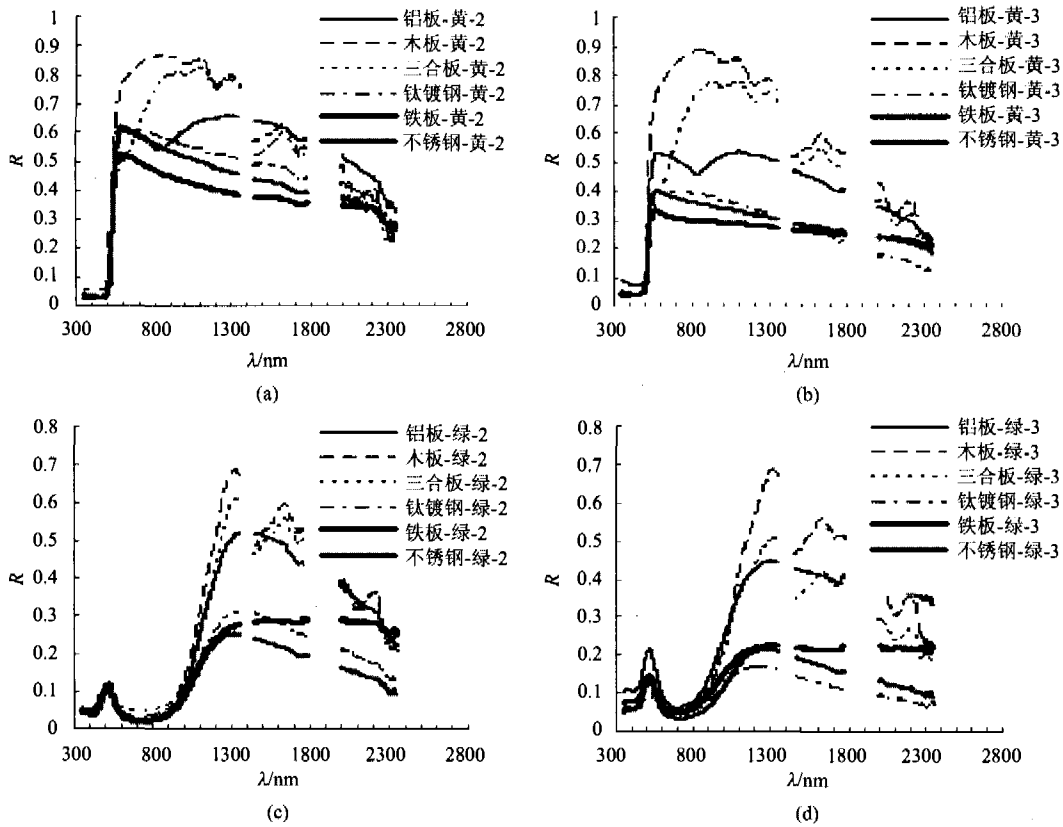 1
0.9
0.8
0.7
0.6
0.5
0.4
0.3
0.2
0.1
0
R
300 800 1300 1800 2300 2800
λ/nm
铝板-黄-2
木板-黄-2
三合板-黄-2
钛镀钢-黄-2
铁板-黄-2
不锈钢-黄-2
(a)
1
0.9
0.8
0.7
0.6
0.5
0.4
0.3
0.2
0.1
0
R
300 800 1300 1800 2300 2800
λ/nm
铝板-黄-3
木板-黄-3
三合板-黄-3
钛镀钢-黄-3
铁板-黄-3
不锈钢-黄-3
(b)
0.8
0.7
0.6
0.5
0.4
0.3
0.2
0.1
0
R
300 800 1300 1800 2300 2800
λ/nm
铝板-绿-2
木板-绿-2
三合板-绿-2
钛镀钢-绿-2
铁板-绿-2
不锈钢-绿-2
(c)
0.8
0.7
0.6
0.5
0.4
0.3
0.2
0.1
0
R
300 800 1300 1800 2300 2800
λ/nm
铝板-绿-3
木板-绿-3
三合板-绿-3
钛镀钢-绿-3
铁板-绿-3
不锈钢-绿-3
(d)